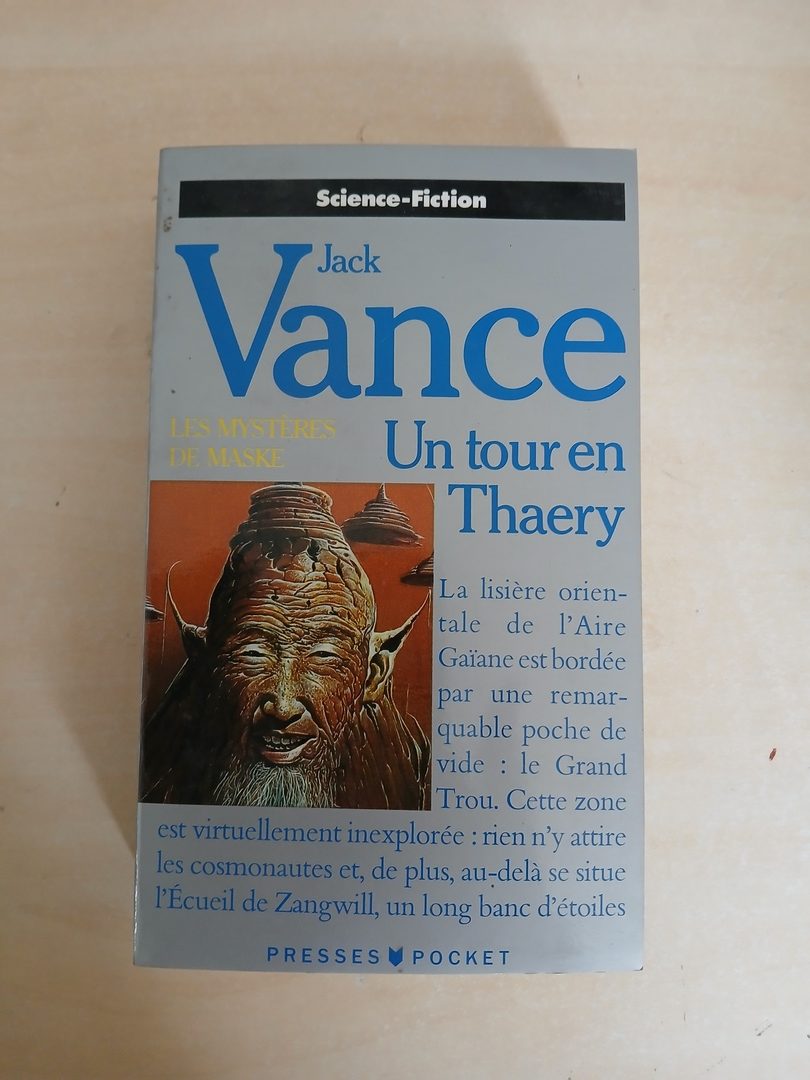 Science-Fiction
Jack
Vance
LES MYSTÈRES
DE MASKE
Un tour en
Thaery
La lisière orien-
tale de l'Aire
Gaïane est bordée
par une remar-
quable poche de
vide : le Grand
Trou. Cette zone
est virtuellement inexplorée : rien n'y attire
les cosmonautes et, de plus, au-delà se situe
l'Écueil de Zangwill, un long banc d'étoiles
PRESSES POCKET